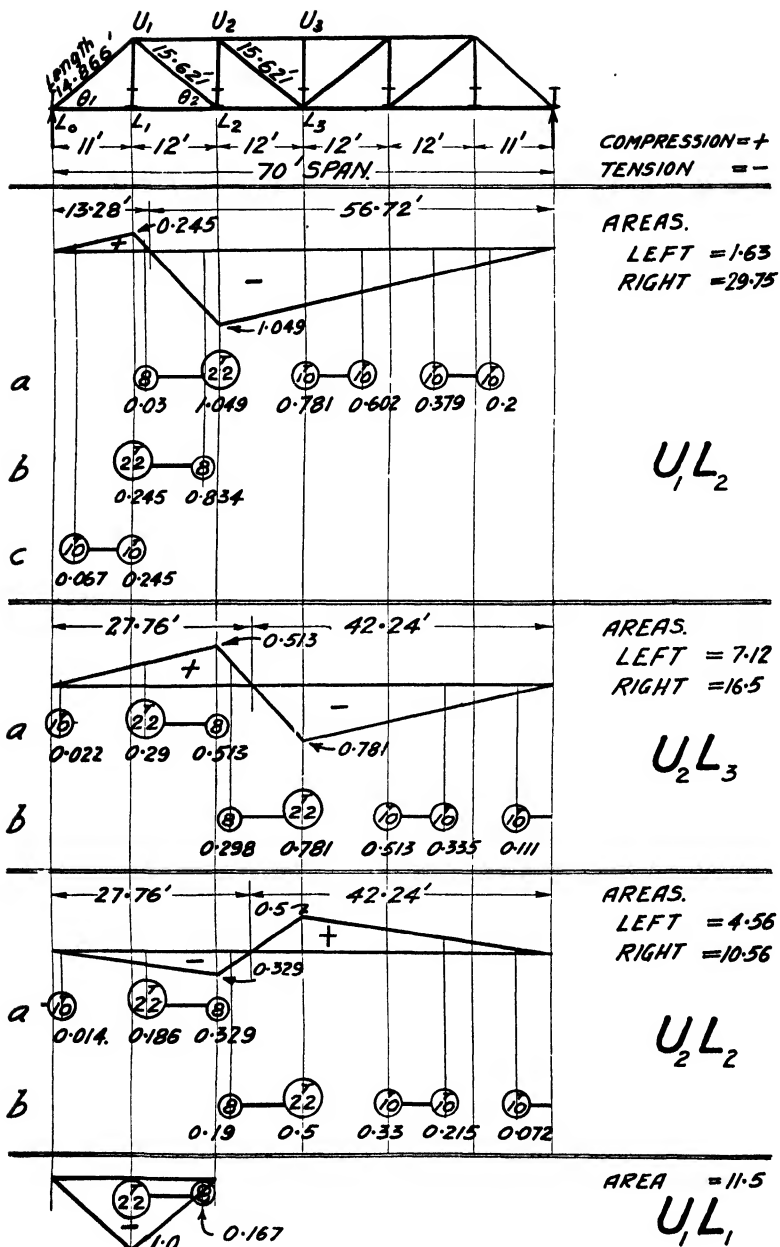 U₁ U₂ U₃
Length 14·866'
15·621' 15·621'
θ₁ θ₂
L₀ L₁ L₂ L₃
11' 12' 12' 12' 12' 11'
70' SPAN.
COMPRESSION = +
TENSION = -
13·28' 56·72'
0·245
+ -
1·049
AREAS.
LEFT = 1·63
RIGHT = 29·75
a 8 22 10 10 10 10
0·03 1·049 0·781 0·602 0·379 0·2
b 22 8
0·245 0·834
U₁L₂
c 10 10
0·067 0·245
27·76' 42·24'
0·513
+ -
0·781
AREAS.
LEFT = 7·12
RIGHT = 16·5
a 10 22 8
0·022 0·29 0·513
U₂L₃
b 8 22 10 10 10
0·298 0·781 0·513 0·335 0·111
27·76' 42·24'
0·5
- +
0·329
AREAS.
LEFT = 4·56
RIGHT = 10·56
a 10 22 8
0·014. 0·186 0·329
U₂L₂
b 8 22 10 10 10
0·19 0·5 0·33 0·215 0·072
22 8
- 1·0 0·167
AREA = 11·5
U₁L₁